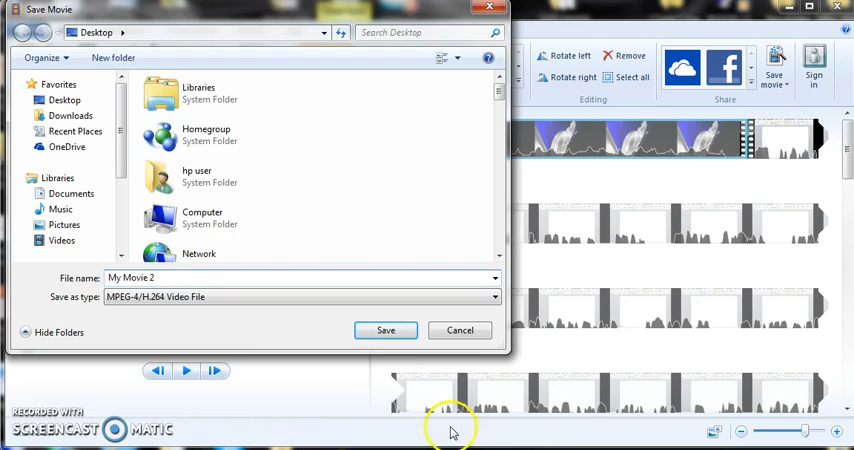 Save Movie
Desktop
Search Desktop
Organize
New folder
Favorites
Desktop
Downloads
Recent Places
OneDrive
Libraries
Documents
Music
Pictures
Videos
Libraries
System Folder
Homegroup
System Folder
hp user
System Folder
Computer
System Folder
Network
File name: My Movie 2
Save as type: MPEG-4/H.264 Video File
Hide Folders
Save
Cancel
Rotate left
Remove
Rotate right
Select all
Editing
Share
Save
movie
Sign
in
RECORDED WITH
SCREENCAST MATIC